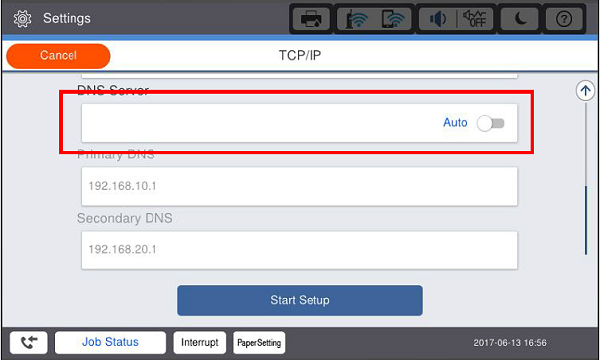 Settings
OFF
?
Cancel
TCP/IP
DNS Server
Auto
Primary DNS
192.168.10.1
Secondary DNS
192.168.20.1
Start Setup
Job Status
Interrupt
PaperSetting
2017-06-13 16:56